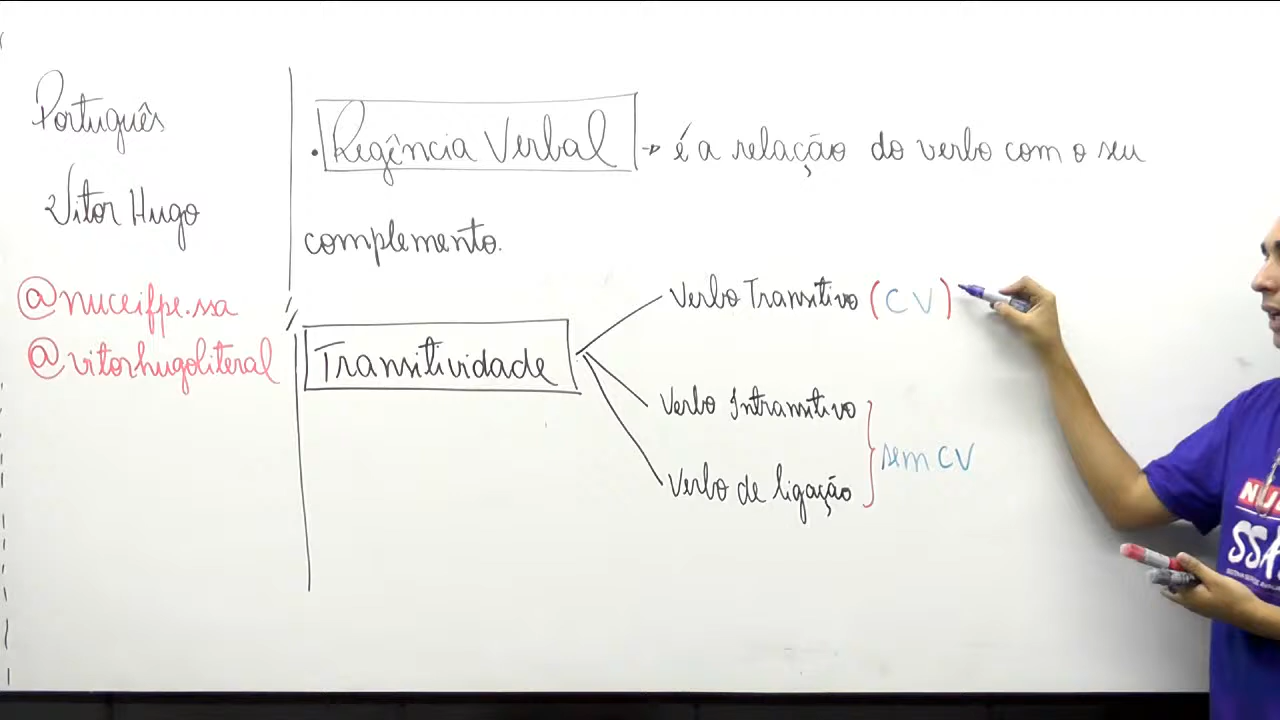 Português
Vitor Hugo
@nuceifpe.ssa
@vitorhugoliteral
• Regência Verbal → é a relação do verbo com o seu
complemento.
Transitividade
Verbo Transitivo (CV)
Verbo Intransitivo
Verbo de ligação
sem CV
SSA